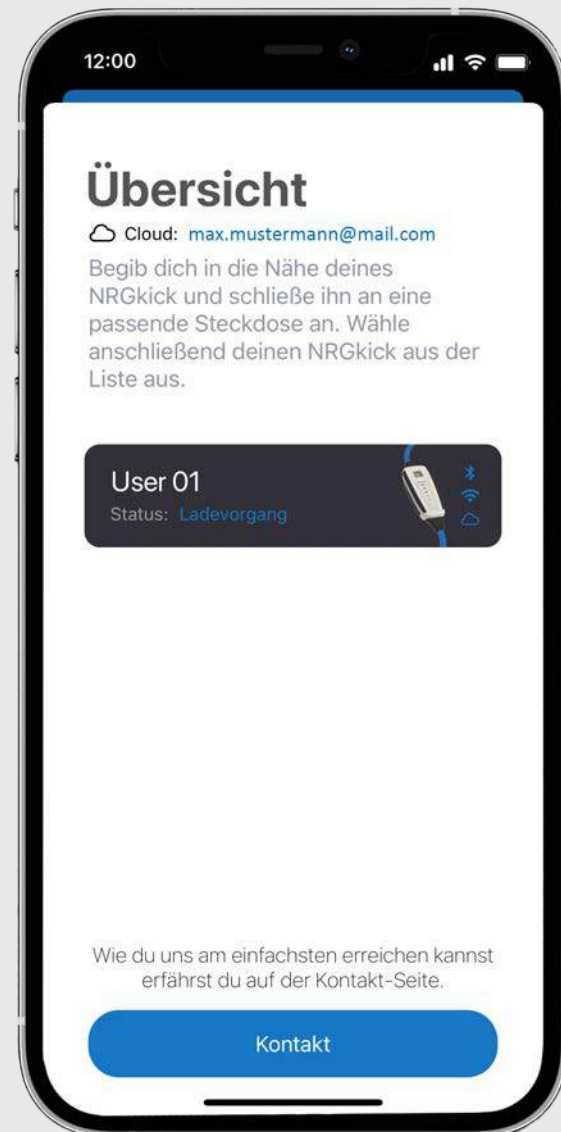 12:00
Übersicht
Cloud: max.mustermann@mail.com
Begib dich in die Nähe deines
NRGkick und schließe ihn an eine
passende Steckdose an. Wähle
anschließend deinen NRGkick aus der
Liste aus.
User 01
Status: Ladevorgang
Wie du uns am einfachsten erreichen kannst
erfährst du auf der Kontakt-Seite.
Kontakt